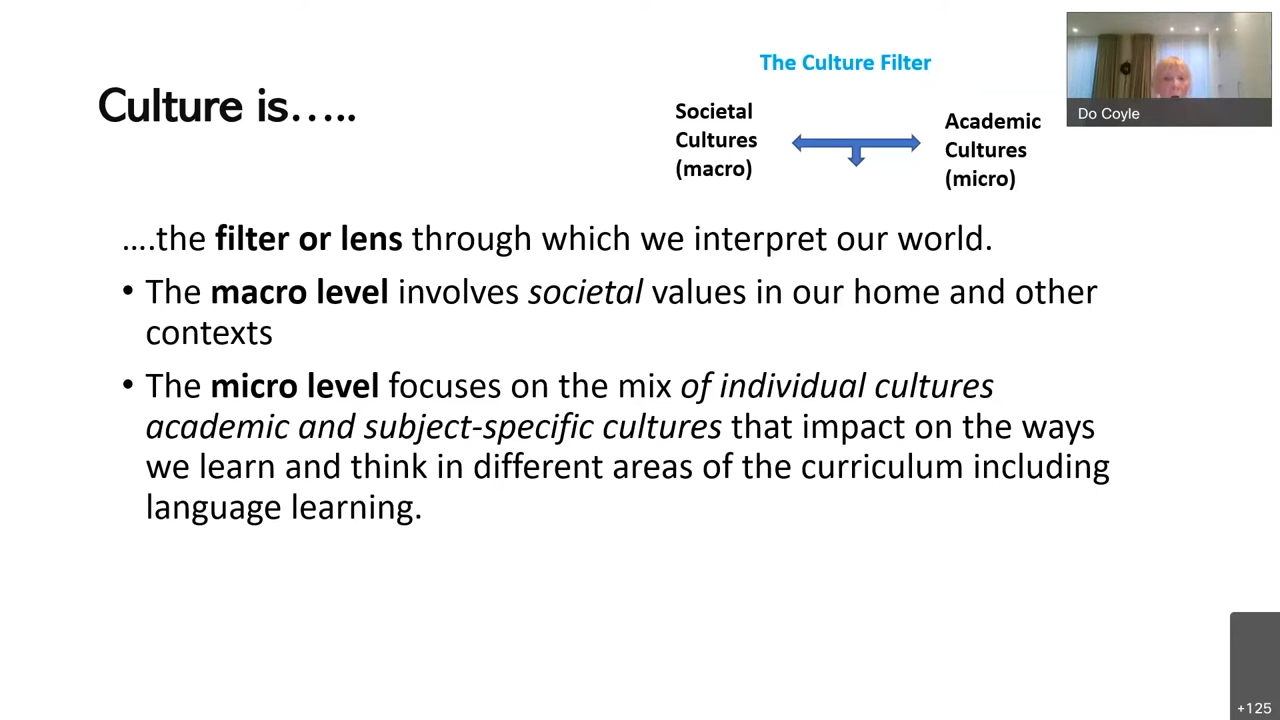 The Culture Filter
Do Coyle
Culture is…..
Societal
Cultures
(macro)
Academic
Cultures
(micro)
….the filter or lens through which we interpret our world.
• The macro level involves societal values in our home and other
contexts
• The micro level focuses on the mix of individual cultures
academic and subject-specific cultures that impact on the ways
we learn and think in different areas of the curriculum including
language learning.
+125